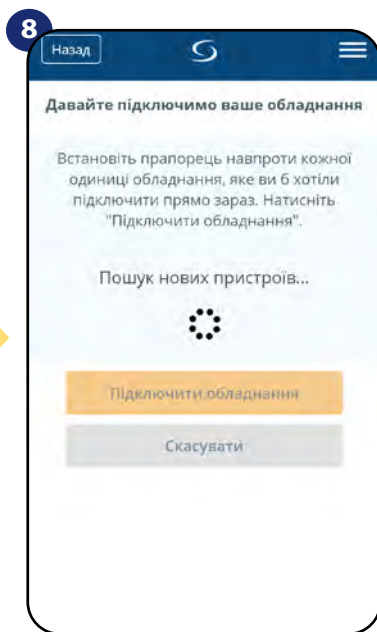 8
Назад
Давайте підключимо ваше обладнання
Встановіть прапорець навпроти кожної
одиниці обладнання, яке ви б хотіли
підключити прямо зараз. Натисніть
"Підключити обладнання".
Пошук нових пристроїв...
Підключити обладнання
Скасувати